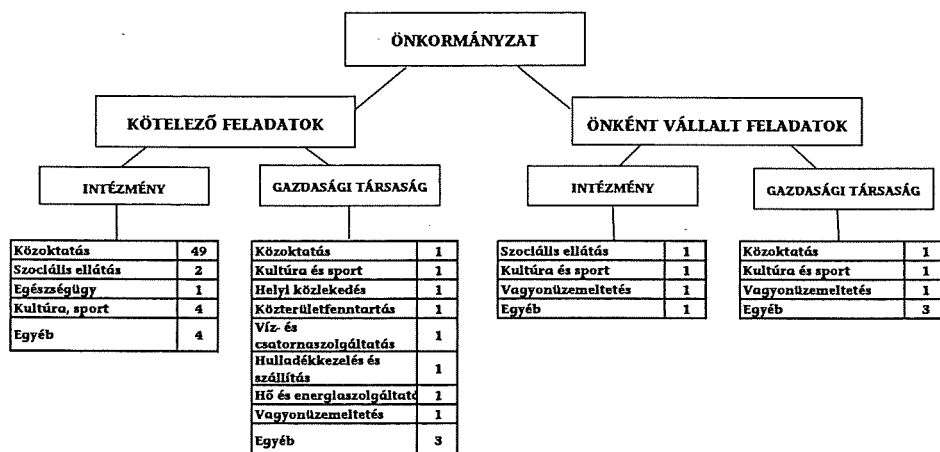 ÖNKORMÁNYZAT
KÖTELEZŐ FELADATOK
ÖNKÉNT VÁLLALT FELADATOK
INTÉZMÉNY
GAZDASÁGI TÁRSASÁG
INTÉZMÉNY
GAZDASÁGI TÁRSASÁG
Közoktatás 49
Szociális ellátás 2
Egészségügy 1
Kultúra, sport 4
Egyéb 4
Közoktatás 1
Kultúra és sport 1
Helyi közlekedés 1
Közterületfenntartás 1
Víz- és
csatornaszolgáltatás 1
Hulladékkezelés és
szállítás 1
Hő és energiaszolgáltató 1
Vagyonüzemeltetés 1
Egyéb 3
Szociális ellátás 1
Kultúra és sport 1
Vagyonüzemeltetés 1
Egyéb 1
Közoktatás 1
Kultúra és sport 1
Vagyonüzemeltetés 1
Egyéb 3